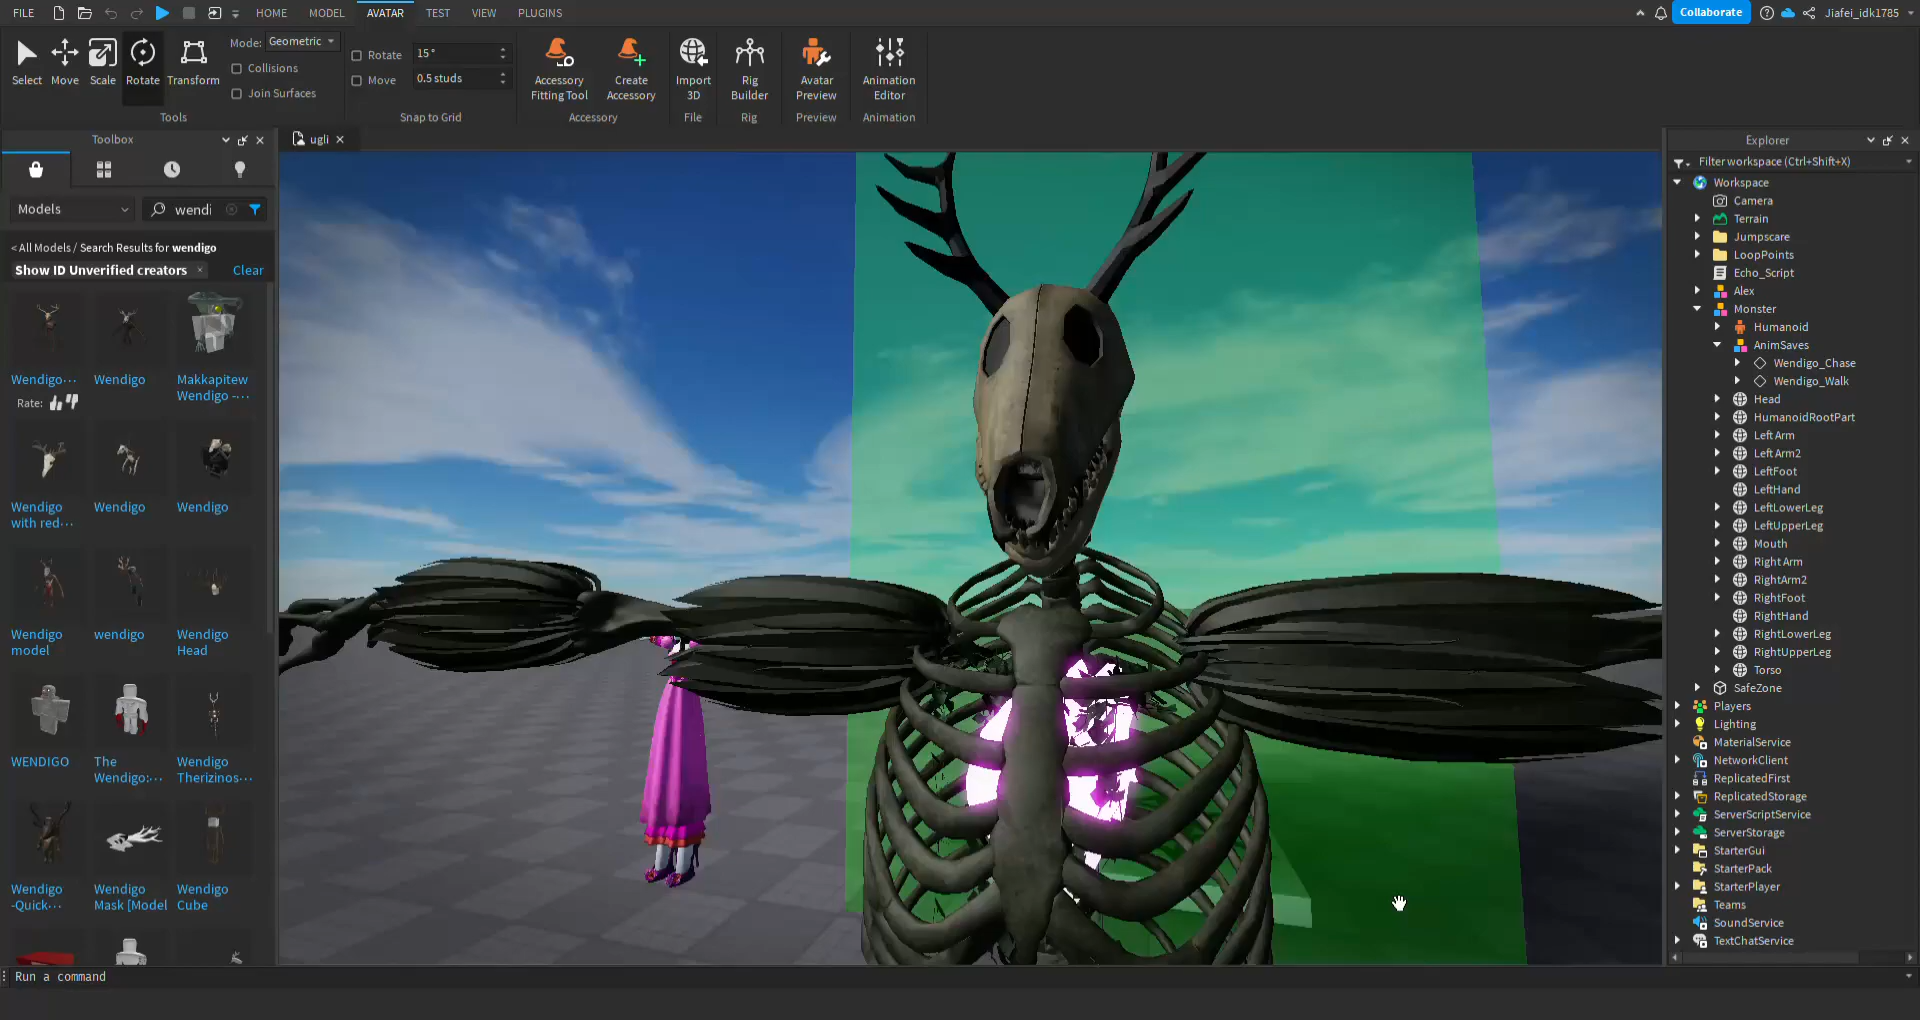 FILE HOME MODEL AVATAR TEST VIEW PLUGINS Collaborate Jiafei_idk1785
Select Move Scale Rotate Transform
Mode: Geometric
Collisions
Join Surfaces
Tools
Rotate 15°
Move 0.5 studs
Snap to Grid
Accessory Fitting Tool
Create Accessory
Accessory
Import 3D
File
Rig Builder
Rig
Avatar Preview
Preview
Animation Editor
Animation
Toolbox
Models wendi
< All Models / Search Results for wendigo
Show ID Unverified creators × Clear
Wendigo... Wendigo Makkapitew
Wendigo -...
Rate:
Wendigo with red... Wendigo Wendigo
Wendigo model wendigo Wendigo Head
WENDIGO The Wendigo:... Wendigo Therizinos...
Wendigo -Quick... Wendigo Mask [Model Wendigo Cube
ugli
Explorer
Filter workspace (Ctrl+Shift+X)
Workspace
Camera
Terrain
Jumpscare
LoopPoints
Echo_Script
Alex
Monster
Humanoid
AnimSaves
Wendigo_Chase
Wendigo_Walk
Head
HumanoidRootPart
Left Arm
Left Arm2
LeftFoot
LeftHand
LeftLowerLeg
LeftUpperLeg
Mouth
Right Arm
RightArm2
RightFoot
RightHand
RightLowerLeg
RightUpperLeg
Torso
SafeZone
Players
Lighting
MaterialService
NetworkClient
ReplicatedFirst
ReplicatedStorage
ServerScriptService
ServerStorage
StarterGui
StarterPack
StarterPlayer
Teams
SoundService
TextChatService
Run a command